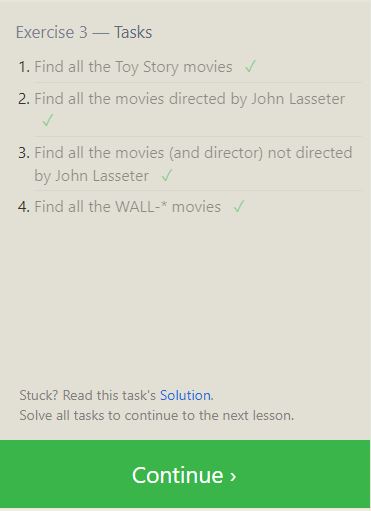 Exercise 3 — Tasks
1. Find all the Toy Story movies ✓
2. Find all the movies directed by John Lasseter
✓
3. Find all the movies (and director) not directed
by John Lasseter ✓
4. Find all the WALL-* movies ✓
Stuck? Read this task's Solution.
Solve all tasks to continue to the next lesson.
Continue ›